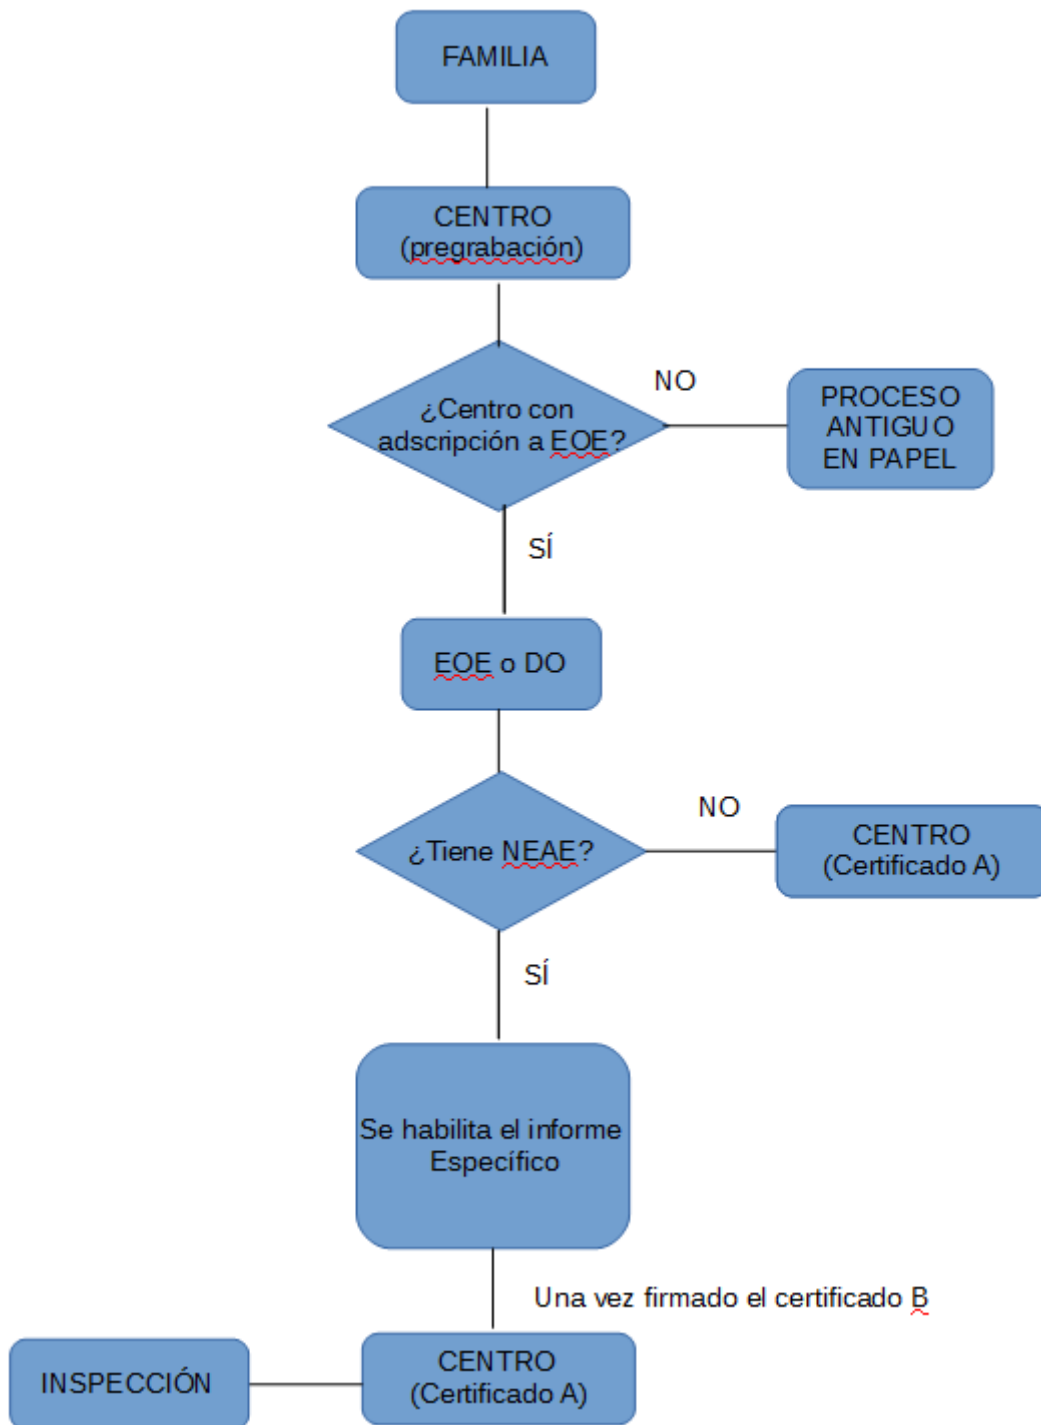 FAMILIA
CENTRO
(pregrabación)
¿Centro con
adscripción a EOE?
NO
PROCESO
ANTIGUO
EN PAPEL
SÍ
EOE o DO
¿Tiene NEAE?
NO
CENTRO
(Certificado A)
SÍ
Se habilita el informe
Específico
Una vez firmado el certificado B
INSPECCIÓN
CENTRO
(Certificado A)